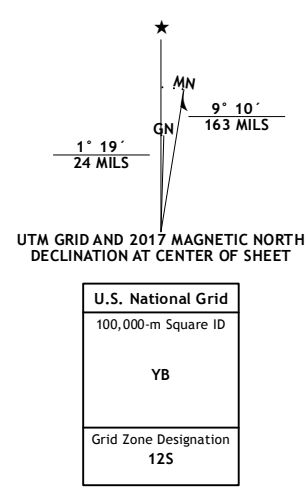 ★
MN
9° 10´
163 MILS
GN
1° 19´
24 MILS
UTM GRID AND 2017 MAGNETIC NORTH
DECLINATION AT CENTER OF SHEET
U.S. National Grid
100,000-m Square ID
YB
Grid Zone Designation
12S